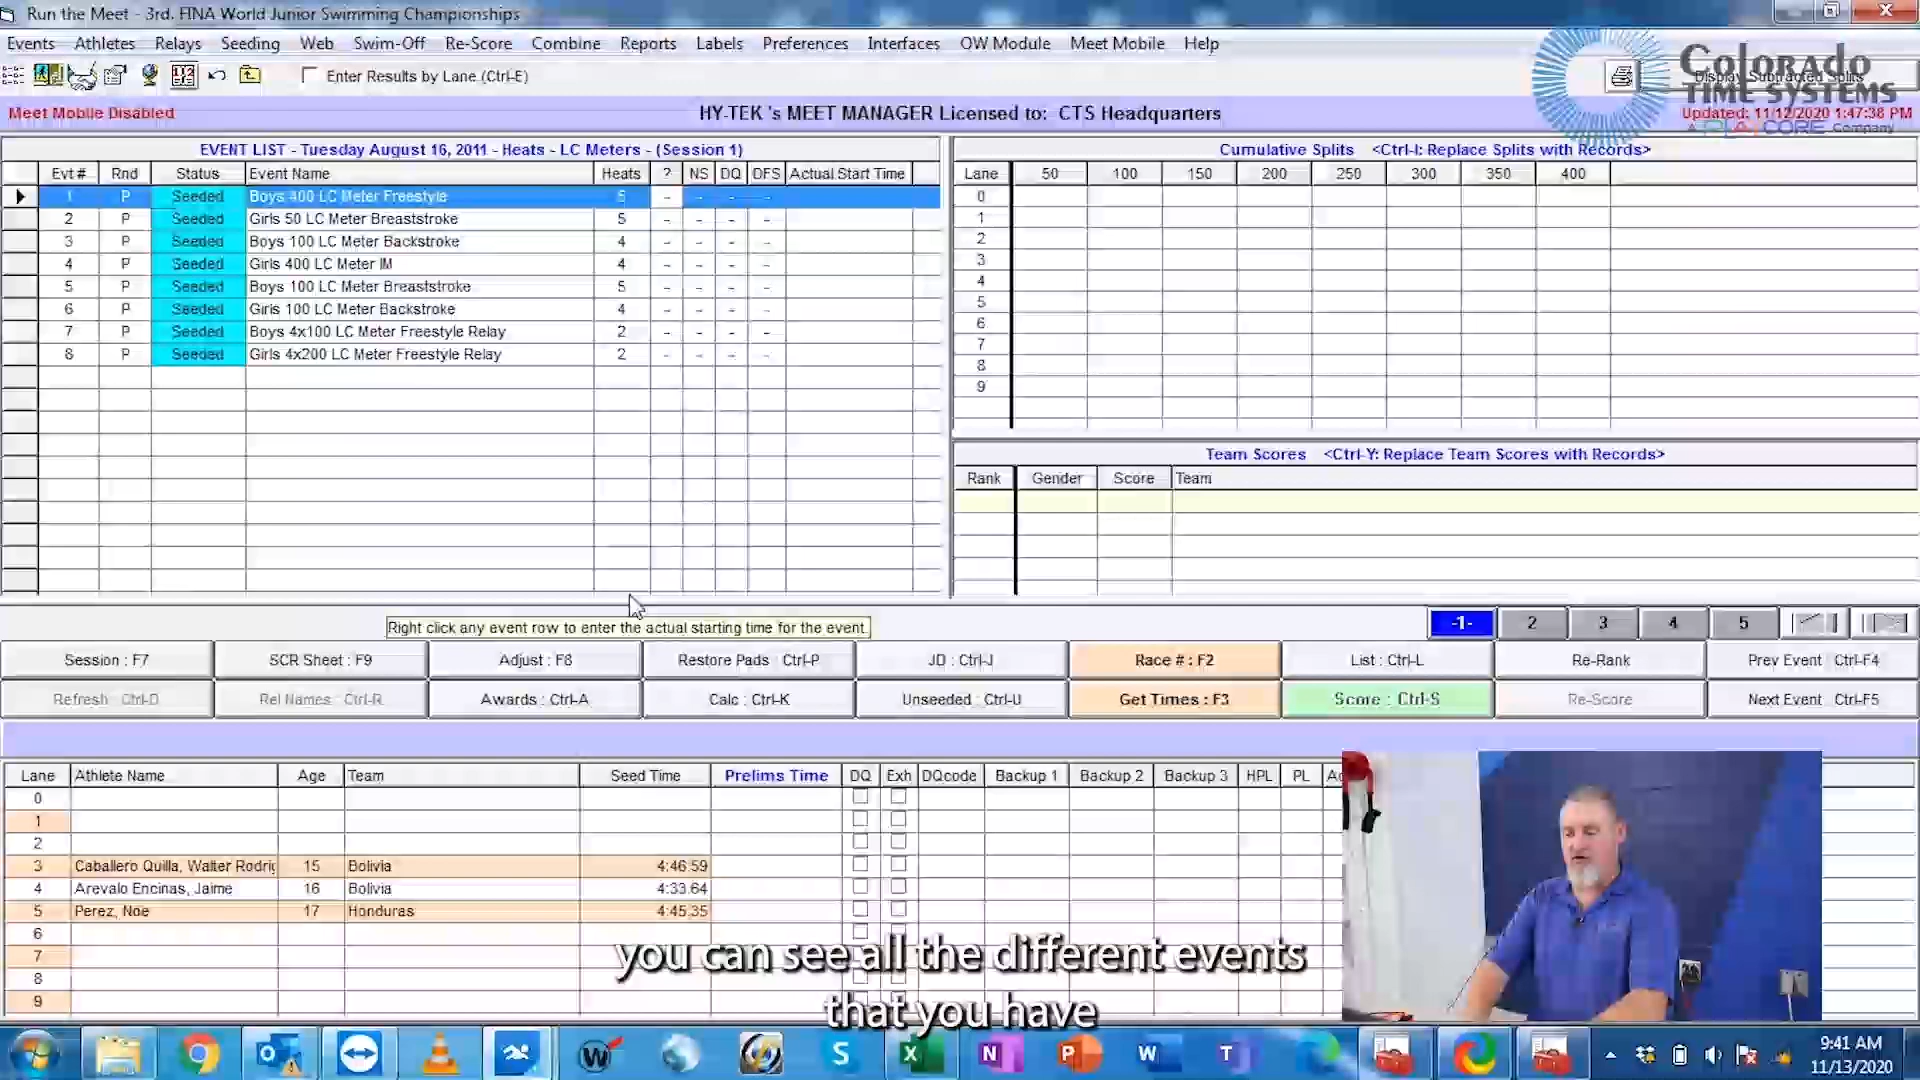 Run the Meet - 3rd. FINA World Junior Swimming Championships
Events Athletes Relays Seeding Web Swim-Off Re-Score Combine Reports Labels Preferences Interfaces OW Module Meet Mobile Help
Enter Results by Lane (Ctrl-E)
Display Subtracted Splits
Colorado
TIME SYSTEMS
A PLAYCORE Company
Meet Mobile Disabled
HY-TEK 's MEET MANAGER Licensed to: CTS Headquarters
Updated: 11/12/2020 1:47:38 PM
EVENT LIST - Tuesday August 16, 2011 - Heats - LC Meters - (Session 1)
Evt # Rnd Status Event Name Heats ? NS DQ DFS Actual Start Time
1 P Seeded Boys 400 LC Meter Freestyle 5 - - - -
2 P Seeded Girls 50 LC Meter Breaststroke 5 - - - -
3 P Seeded Boys 100 LC Meter Backstroke 4 - - - -
4 P Seeded Girls 400 LC Meter IM 4 - - - -
5 P Seeded Boys 100 LC Meter Breaststroke 5 - - - -
6 P Seeded Girls 100 LC Meter Backstroke 4 - - - -
7 P Seeded Boys 4x100 LC Meter Freestyle Relay 2 - - - -
8 P Seeded Girls 4x200 LC Meter Freestyle Relay 2 - - - -
Cumulative Splits <Ctrl-I: Replace Splits with Records>
Lane 50 100 150 200 250 300 350 400
0
1
2
3
4
5
6
7
8
9
Team Scores <Ctrl-Y: Replace Team Scores with Records>
Rank Gender Score Team
Right click any event row to enter the actual starting time for the event.
-1- 2 3 4 5
Session : F7 SCR Sheet : F9 Adjust : F8 Restore Pads : Ctrl-P JD : Ctrl-J Race # : F2 List : Ctrl-L Re-Rank Prev Event : Ctrl-F4
Refresh : Ctrl-D Rel Names : Ctrl-R Awards : Ctrl-A Calc : Ctrl-K Unseeded : Ctrl-U Get Times : F3 Score : Ctrl-S Re-Score Next Event : Ctrl-F5
Lane Athlete Name Age Team Seed Time Prelims Time DQ Exh DQcode Backup 1 Backup 2 Backup 3 HPL PL
0
1
2
3 Caballero Quilla, Walter Rodrig 15 Bolivia 4:46.59
4 Arevalo Encinas, Jaime 16 Bolivia 4:33.64
5 Perez, Noe 17 Honduras 4:45.35
6
7
8
9
you can see all the different events
that you have
9:41 AM
11/13/2020